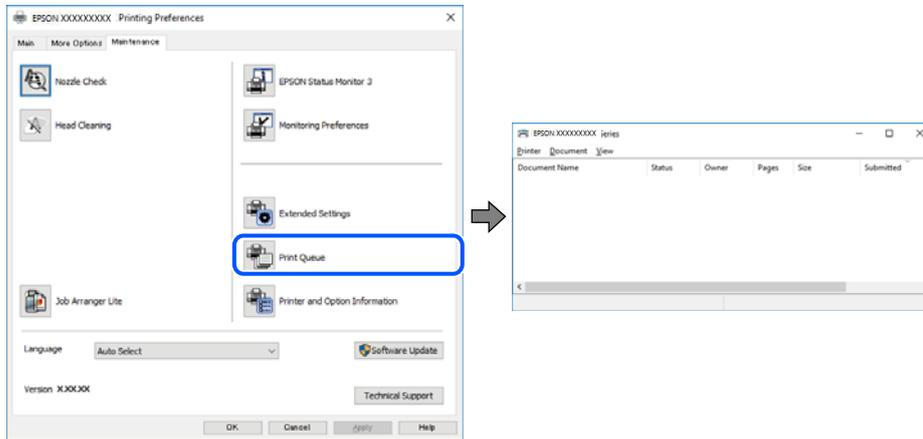 EPSON XXXXXXXXX Printing Preferences
Main More Options Maintenance
Nozzle Check
EPSON Status Monitor 3
Head Cleaning
Monitoring Preferences
Extended Settings
Print Queue
Job Arranger Lite
Printer and Option Information
Language Auto Select
Software Update
Version X.XX.XX
Technical Support
OK Cancel Apply Help
EPSON XXXXXXXXX Series
Printer Document View
Document Name Status Owner Pages Size Submitted